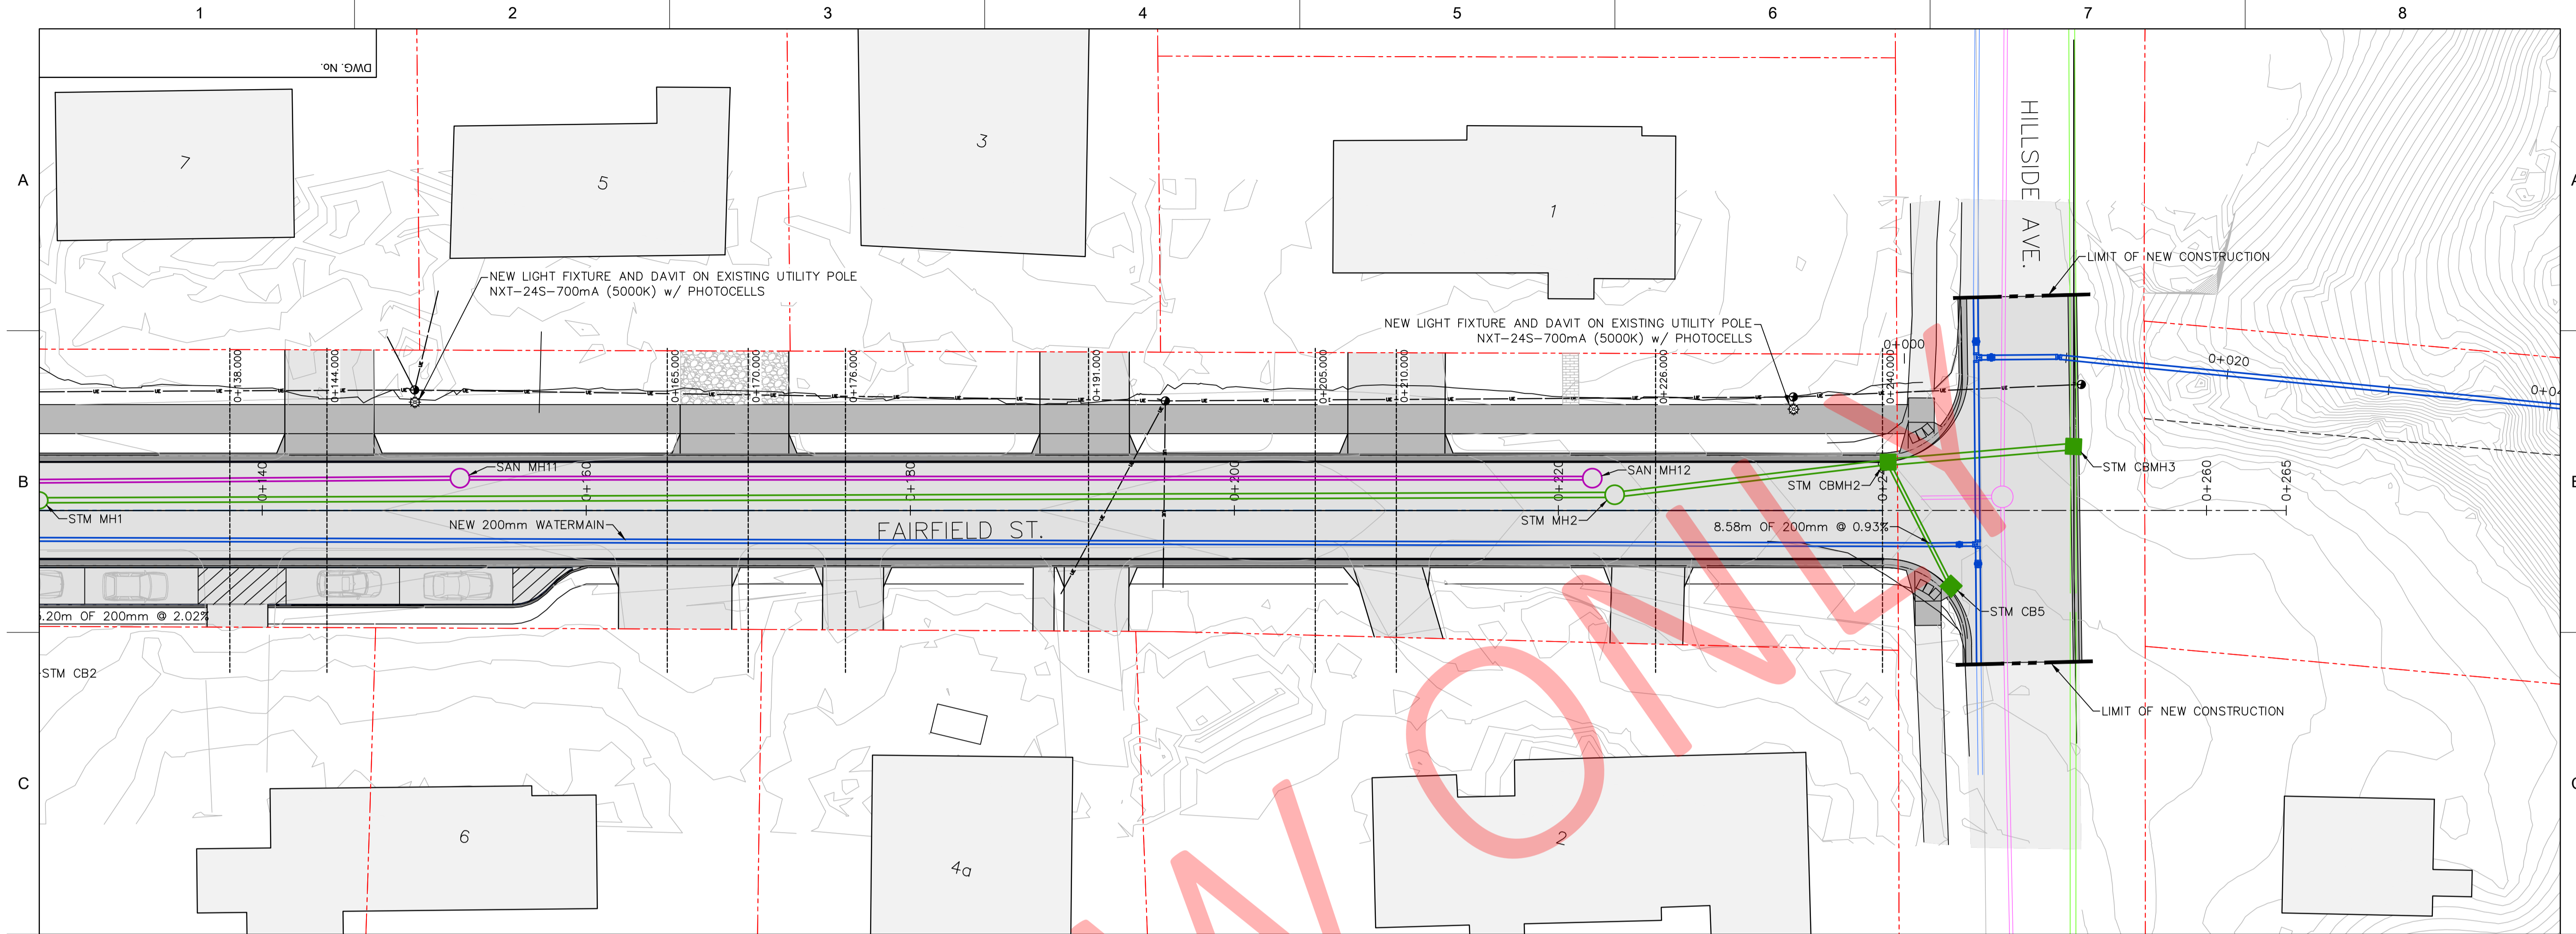 1 2 3 4 5 6 7 8
DWG. No.
A
7
5
3
1
HILLSIDE AVE.
NEW LIGHT FIXTURE AND DAVIT ON EXISTING UTILITY POLE
NXT-24S-700mA (5000K) w/ PHOTOCELLS
LIMIT OF NEW CONSTRUCTION
NEW LIGHT FIXTURE AND DAVIT ON EXISTING UTILITY POLE
NXT-24S-700mA (5000K) w/ PHOTOCELLS
0+138.000
0+144.000
0+165.000
0+170.000
0+176.000
0+191.000
0+205.000
0+210.000
0+226.000
0+240.000
0+000
0+020
B
SAN MH11
SAN MH12
STM CBMH2
STM CBMH3
0+140
0+160
0+180
0+200
0+220
0+260
0+265
STM MH1
NEW 200mm WATERMAIN
FAIRFIELD ST.
STM MH2
8.58m OF 200mm @ 0.93%
.20m OF 200mm @ 2.02%
STM CB5
STM CB2
LIMIT OF NEW CONSTRUCTION
C
6
4a
2
W ONLY